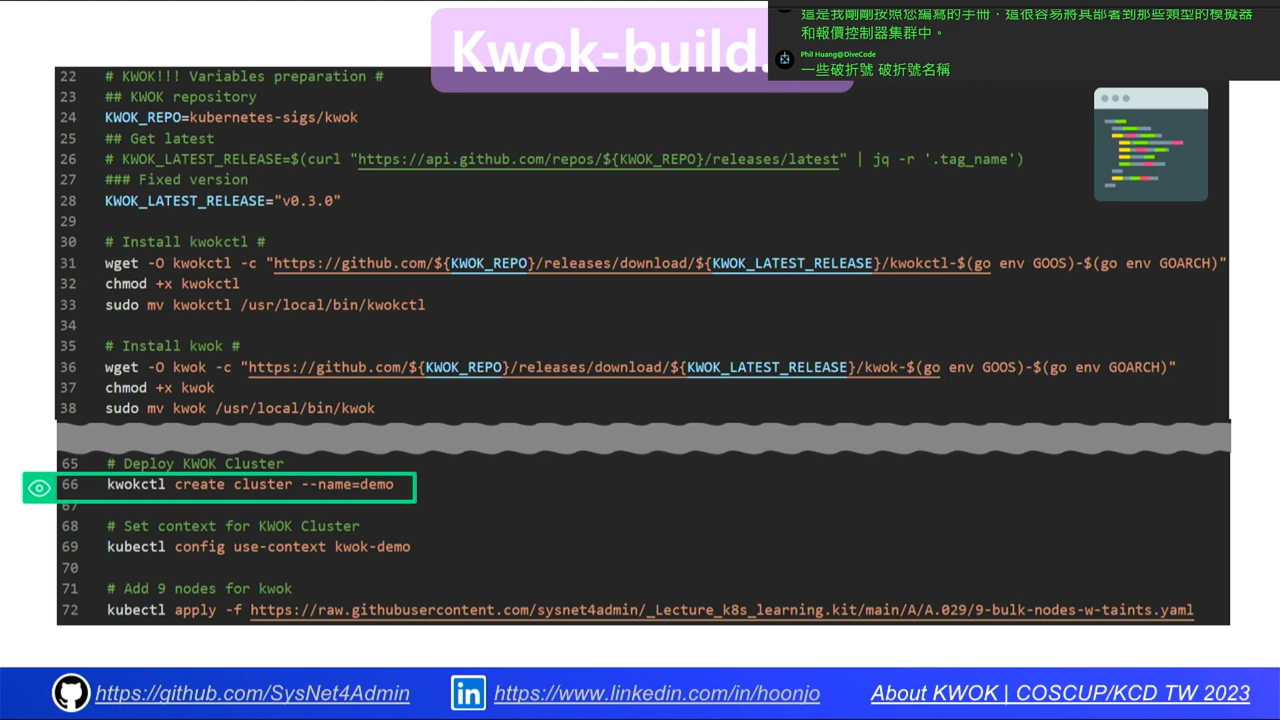 這是我剛剛按照您編寫的手冊，這很容易將其部署到那些類型的模擬器
和報價控制器集群中。
Phil Huang@DiveCode
一些破折號 破折號名稱
Kwok-build.
22 # KWOK!!! Variables preparation #
23 ## KWOK repository
24 KWOK_REPO=kubernetes-sigs/kwok
25 ## Get latest
26 # KWOK_LATEST_RELEASE=$(curl "https://api.github.com/repos/${KWOK_REPO}/releases/latest" | jq -r '.tag_name')
27 ### Fixed version
28 KWOK_LATEST_RELEASE="v0.3.0"
29
30 # Install kwokctl #
31 wget -O kwokctl -c "https://github.com/${KWOK_REPO}/releases/download/${KWOK_LATEST_RELEASE}/kwokctl-$(go env GOOS)-$(go env GOARCH)"
32 chmod +x kwokctl
33 sudo mv kwokctl /usr/local/bin/kwokctl
34
35 # Install kwok #
36 wget -O kwok -c "https://github.com/${KWOK_REPO}/releases/download/${KWOK_LATEST_RELEASE}/kwok-$(go env GOOS)-$(go env GOARCH)"
37 chmod +x kwok
38 sudo mv kwok /usr/local/bin/kwok
65 # Deploy KWOK Cluster
66 kwokctl create cluster --name=demo
67
68 # Set context for KWOK Cluster
69 kubectl config use-context kwok-demo
70
71 # Add 9 nodes for kwok
72 kubectl apply -f https://raw.githubusercontent.com/sysnet4admin/_Lecture_k8s_learning.kit/main/A/A.029/9-bulk-nodes-w-taints.yaml
https://github.com/SysNet4Admin
https://www.linkedin.com/in/hoonjo
About KWOK | COSCUP/KCD TW 2023